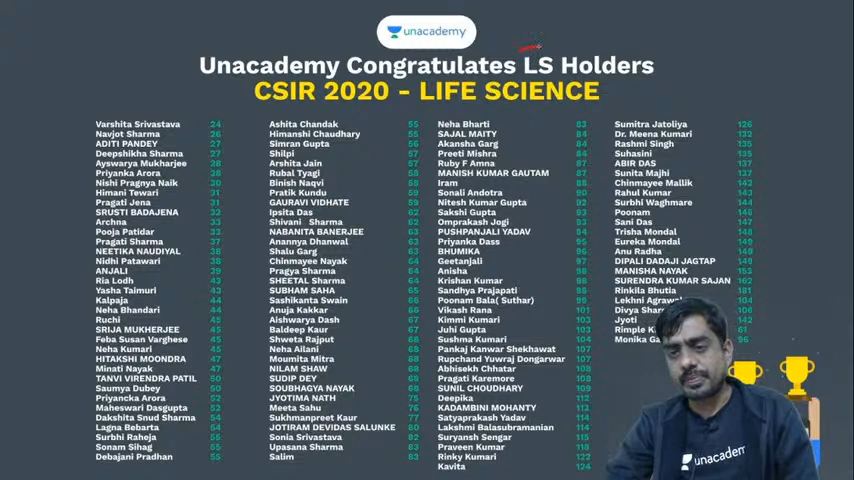 unacademy
Unacademy Congratulates LS Holders
CSIR 2020 - LIFE SCIENCE
Varshita Srivastava 24
Navjot Sharma 26
ADITI PANDEY 27
Deepshikha Sharma 27
Ayswarya Mukharjee 28
Priyanka Arora 28
Nishi Pragnya Naik 30
Himani Tewari 31
Pragati Jena 31
SRUSTI BADAJENA 32
Archna 33
Pooja Patidar 33
Pragati Sharma 37
NEETIKA NAUDIYAL 38
Nidhi Patawari 38
ANJALI 39
Ria Lodh 43
Yasha Taimuri 43
Kalpaja 44
Neha Bhandari 44
Ruchi 45
SRIJA MUKHERJEE 45
Feba Susan Varghese 45
Neha Kumari 45
HITAKSHI MOONDRA 47
Minati Nayak 47
TANVI VIRENDRA PATIL 50
Saumya Dubey 50
Priyancka Arora 52
Maheswari Dasgupta 52
Dakshita Snud Sharma 54
Lagna Bebarta 54
Surbhi Raheja 55
Sonam Sihag 55
Debajani Pradhan 55
Ashita Chandak 55
Himanshi Chaudhary 55
Simran Gupta 56
Shilpi 57
Arshita Jain 57
Rubal Tyagi 58
Binish Naqvi 58
Pratik Kundu 59
GAURAVI VIDHATE 59
Ipsita Das 62
Shivani Sharma 62
NABANITA BANERJEE 63
Anannya Dhanwal 63
Shalu Garg 63
Chinmayee Nayak 64
Pragya Sharma 64
SHEETAL Sharma 64
SUBHAM SAHA 65
Sashikanta Swain 66
Anuja Kakkar 66
Aishwarya Dash 67
Baldeep Kaur 67
Shweta Rajput 68
Neha Ailani 68
Moumita Mitra 68
NILAM SHAW 68
SUDIP DEY 68
SOUBHAGYA NAYAK 68
JYOTIMA NATH 75
Meeta Sahu 76
Sukhmanpreet Kaur 77
JOTIRAM DEVIDAS SALUNKE 80
Sonia Srivastava 82
Upasana Sharma 83
Salim 83
Neha Bharti 83
SAJAL MAITY 84
Akansha Garg 84
Preeti Mishra 84
Ruby F Amna 87
MANISH KUMAR GAUTAM 87
Iram 88
Sonali Andotra 90
Nitesh Kumar Gupta 92
Sakshi Gupta 93
Omprakash Jogi 93
PUSHPANJALI YADAV 94
Priyanka Dass 95
BHUMIKA 96
Geetanjali 97
Anisha 98
Krishan Kumar 98
Sandhya Prajapati 98
Poonam Bala( Suthar) 99
Vikash Rana 101
Kimmi Kumari 103
Juhi Gupta 103
Sushma Kumari 104
Pankaj Kanwar Shekhawat 107
Rupchand Yuwraj Dongarwar 107
Abhisekh Chhatar 108
Pragati Karemore 108
SUNIL CHOUDHARY 109
Deepika 112
KADAMBINI MOHANTY 113
Satyaprakash Yadav 114
Lakshmi Balasubramanian 114
Suryansh Sengar 115
Praveen Kumar 118
Rinky Kumari 122
Kavita 124
Sumitra Jatoliya 126
Dr. Meena Kumari 132
Rashmi Singh 135
Suhasini 135
ABIR DAS 137
Sunita Majhi 137
Chinmayee Mallik 142
Rahul Kumar 143
Surbhi Waghmare 144
Poonam 146
Sani Das 147
Trisha Mondal 148
Eureka Mondal 149
Anu Radha 149
DIPALI DADAJI JAGTAP 149
MANISHA NAYAK 153
SURENDRA KUMAR SAJAN 162
Rinkila Bhutia 181
Lekhni Agrawal 104
Divya Shar 106
Jyoti 142
Rimple 61
Monika 96
unacademy